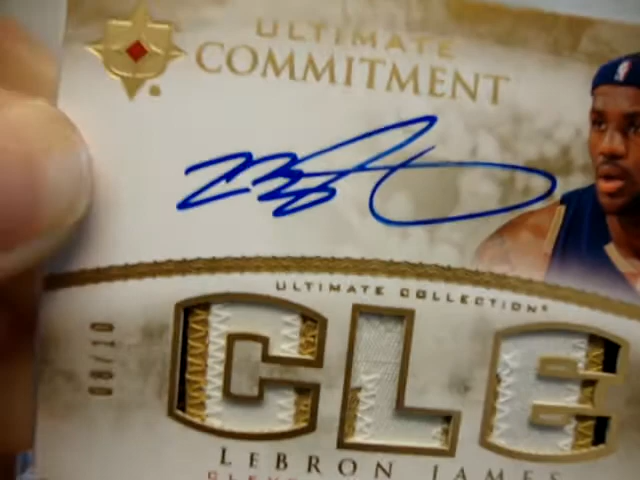 ULTIMATE
COMMITMENT
ULTIMATE COLLECTION
08/10
CLE
LEBRON JAMES